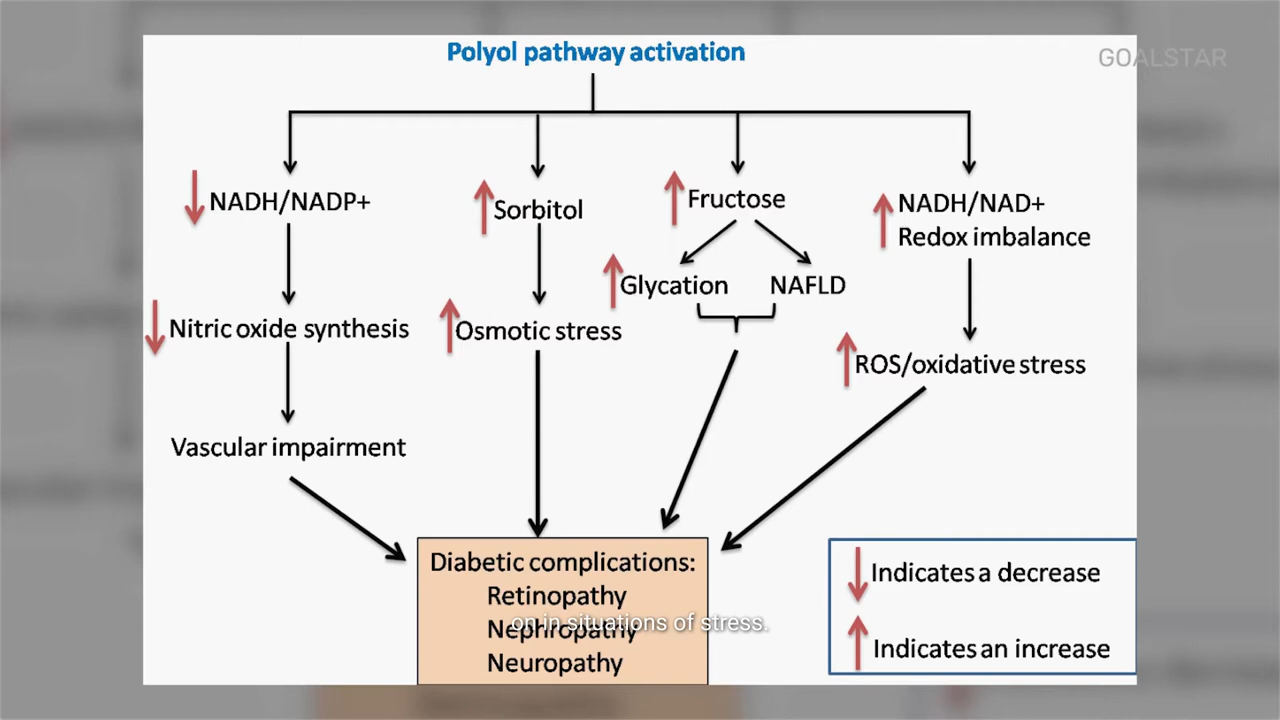 Polyol pathway activation
GOALSTAR
NADH/NADP+
Sorbitol
Fructose
NADH/NAD+
Redox imbalance
Glycation
NAFLD
Nitric oxide synthesis
Osmotic stress
ROS/oxidative stress
Vascular impairment
Diabetic complications:
Retinopathy
Nephropathy
Neuropathy
on in situations of stress.
Indicates a decrease
Indicates an increase